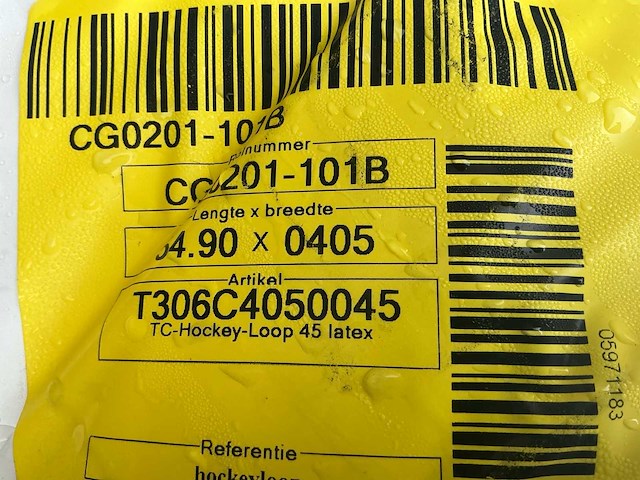 CG0201-101B
CG0201-101B
Lengte x breedte
4.90 x 0405
Artikel
T306C4050045
TC-Hockey-Loop 45 latex
05971183
Referentie